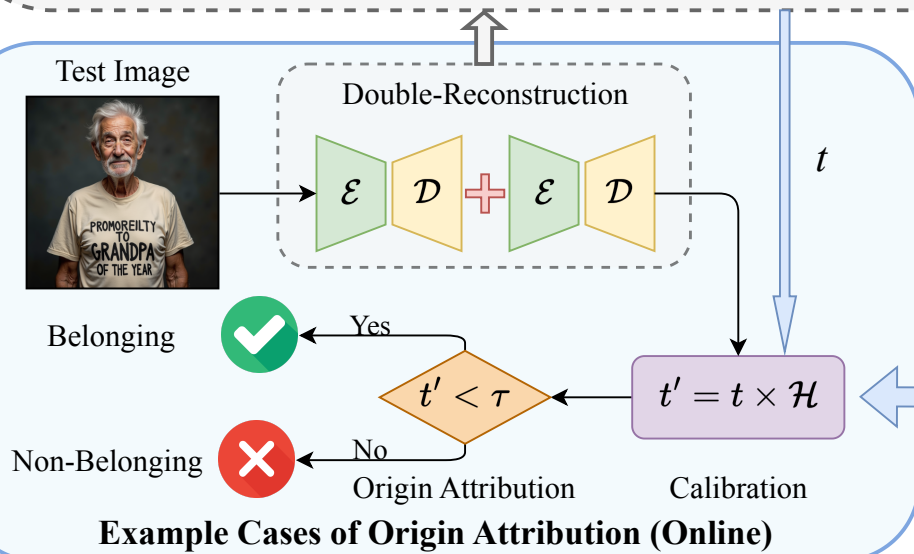 Test Image
Double-Reconstruction
ℰ 𝒟 + ℰ 𝒟
t
PROMOREILTY
TO
GRANDPA
OF THE YEAR
Belonging
Yes
t′ < τ
t′ = t × ℋ
Non-Belonging
No
Origin Attribution
Calibration
Example Cases of Origin Attribution (Online)